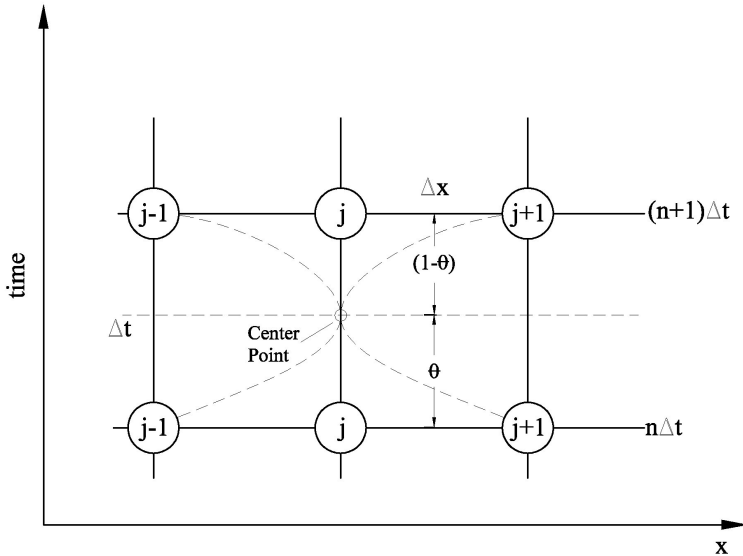 Δx
j-1 j j+1 (n+1)Δt
(1-θ)
time
Δt
Center
Point
θ
j-1 j j+1 nΔt
x